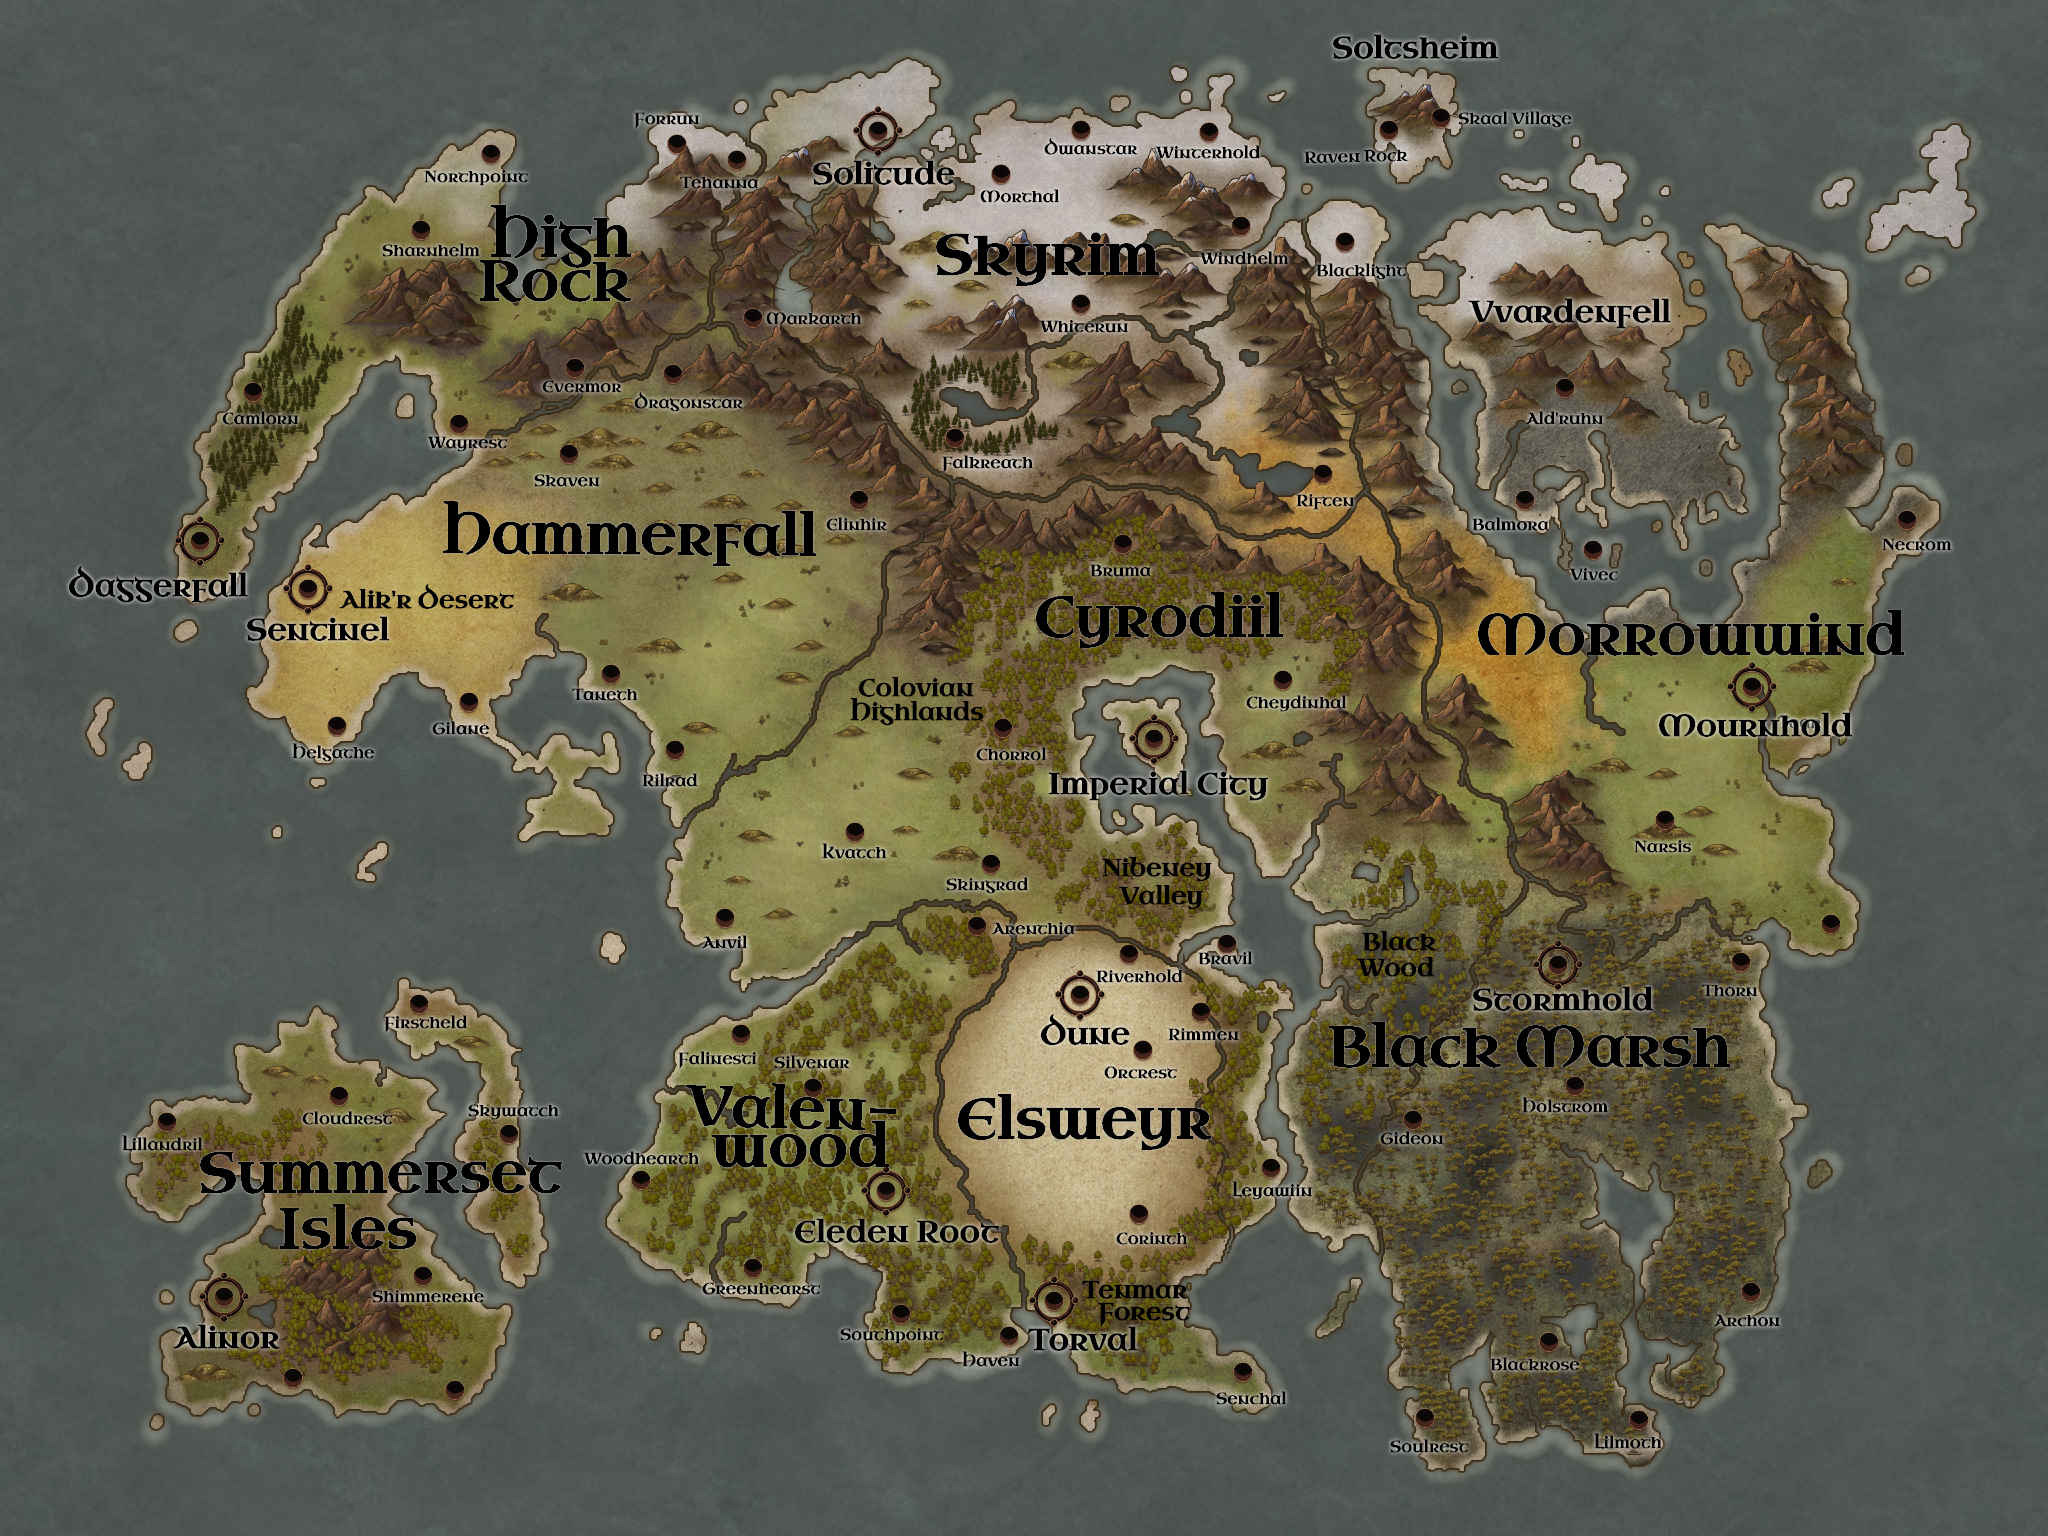 Soltsheim
Skaal Village
Raven Rock
Forrun
Tehanna
Northpoint
Sharnhelm
High
Rock
Solitude
Dwanstar
Winterhold
Morthal
Skyrim
Windhelm
Blacklight
Markarth
Whiterun
Vvardenfell
Camlorn
Wayrest
Evermor
Dragonstar
Skaven
Falkreath
Riften
Ald'ruhn
Balmora
Vivec
Necrom
Hammerfall
Elinhir
Daggerfall
Sentinel
Alik'r Desert
Bruma
Cyrodiil
Morrowwind
Mournhold
Taneth
Gilane
Helgathe
Rilrad
Colovian
Highlands
Chorrol
Cheydinhal
Imperial City
Kvatch
Skingrad
Nibeney
Valley
Narsis
Anvil
Arenthia
Bravil
Riverhold
Black
Wood
Stormhold
Thorn
Firstheld
Dune
Rimmen
Orcrest
Black Marsh
Falinesti
Silvenar
Valen-
wood
Elsweyr
Holstrom
Gideon
Cloudrest
Skywatch
Lillandril
Summerset
Isles
Woodhearth
Leyawiin
Eleden Root
Corinth
Greenhearst
Shimmerene
Alinor
Tenmar
Forest
Torval
Southpoint
Haven
Senchal
Archon
Blackrose
Soulrest
Lilmoth